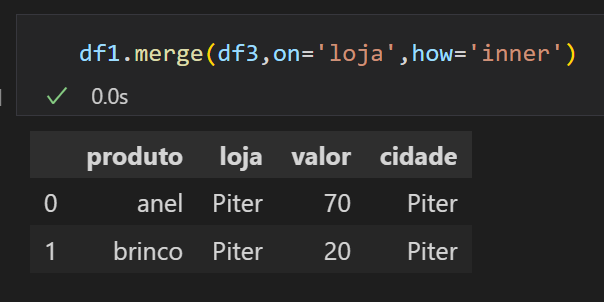 df1.merge(df3,on='loja',how='inner')
0.0s
produto loja valor cidade
0 anel Piter 70 Piter
1 brinco Piter 20 Piter